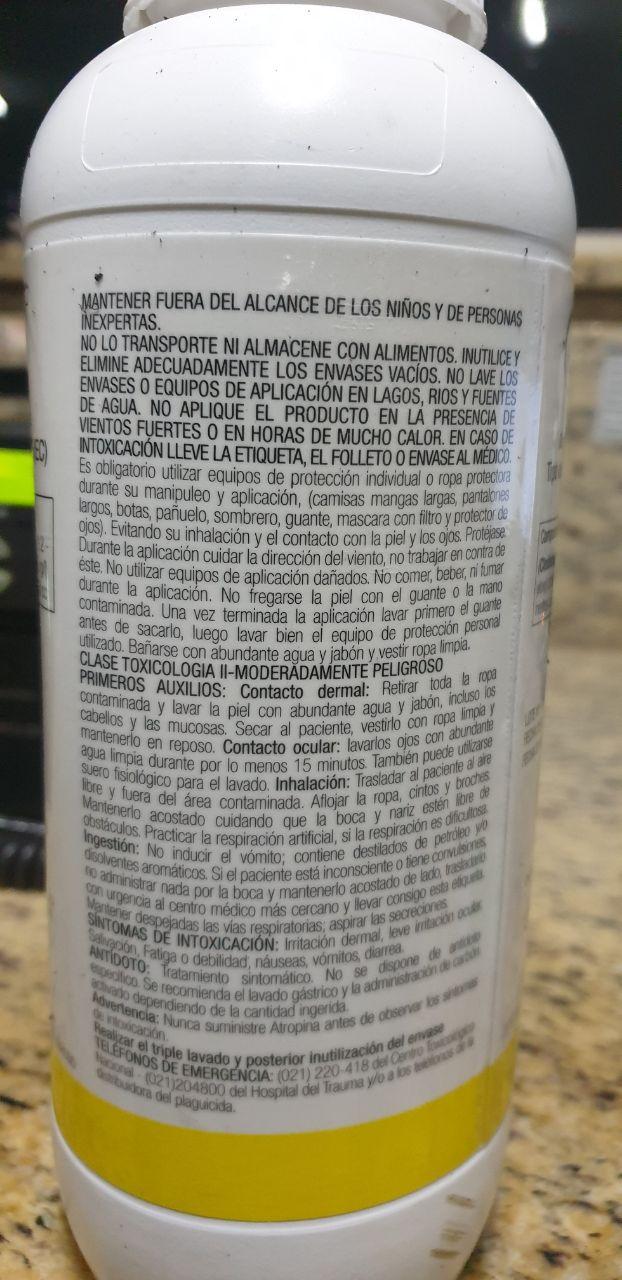 MANTENER FUERA DEL ALCANCE DE LOS NIÑOS Y DE PERSONAS
INEXPERTAS.
NO LO TRANSPORTE NI ALMACENE CON ALIMENTOS. INUTILICE Y
ELIMINE ADECUADAMENTE LOS ENVASES VACÍOS. NO LAVE LOS
ENVASES O EQUIPOS DE APLICACIÓN EN LAGOS, RIOS Y FUENTES
DE AGUA. NO APLIQUE EL PRODUCTO EN LA PRESENCIA DE
VIENTOS FUERTES O EN HORAS DE MUCHO CALOR. EN CASO DE
INTOXICACIÓN LLEVE LA ETIQUETA, EL FOLLETO O ENVASE AL MÉDICO.
Es obligatorio utilizar equipos de protección individual o ropa protectora
durante su manipuleo y aplicación, (camisas mangas largas, pantalones
largos, botas, pañuelo, sombrero, guante, mascara con filtro y protector de
ojos). Evitando su inhalación y el contacto con la piel y los ojos. Protéjase.
Durante la aplicación cuidar la dirección del viento, no trabajar en contra de
éste. No utilizar equipos de aplicación dañados. No comer, beber, ni fumar
durante la aplicación. No fregarse la piel con el guante o la mano
contaminada. Una vez terminada la aplicación lavar primero el guante
antes de sacarlo, luego lavar bien el equipo de protección personal
utilizado. Bañarse con abundante agua y jabón y vestir ropa limpia.
CLASE TOXICOLOGIA II-MODERADAMENTE PELIGROSO
PRIMEROS AUXILIOS: Contacto dermal: Retirar toda la ropa
contaminada y lavar la piel con abundante agua y jabón, incluso los
cabellos y las mucosas. Secar al paciente, vestirlo con ropa limpia y
mantenerlo en reposo. Contacto ocular: lavarlos ojos con abundante
agua limpia durante por lo menos 15 minutos. También puede utilizarse
suero fisiológico para el lavado. Inhalación: Trasladar al paciente al aire
libre y fuera del área contaminada. Aflojar la ropa, cintos y broches.
Mantenerlo acostado cuidando que la boca y nariz estén libre de
obstáculos. Practicar la respiración artificial, si la respiración es dificultosa.
Ingestión: No inducir el vómito; contiene destilados de petróleo y/o
disolventes aromáticos. Si el paciente está inconsciente o tiene convulsiones,
no administrar nada por la boca y mantenerlo acostado de lado, trasladarlo
con urgencia al centro médico más cercano y llevar consigo esta etiqueta.
Mantener despejadas las vías respiratorias; aspirar las secreciones.
SÍNTOMAS DE INTOXICACIÓN: Irritación dermal, leve irritación ocular.
Salivación, Fatiga o debilidad, náuseas, vómitos, diarrea.
ANTÍDOTO: Tratamiento sintomático. No se dispone de antídoto
específico. Se recomienda el lavado gástrico y la administración de carbón
activado dependiendo de la cantidad ingerida.
Advertencia: Nunca suministre Atropina antes de observar los síntomas
de intoxicación.
Realizar el triple lavado y posterior inutilización del envase
TELÉFONOS DE EMERGENCIA: (021) 220-418 del Centro Toxicológico
Nacional - (021)204800 del Hospital del Trauma y/o a los teléfonos de la
distribuidora del plaguicida.